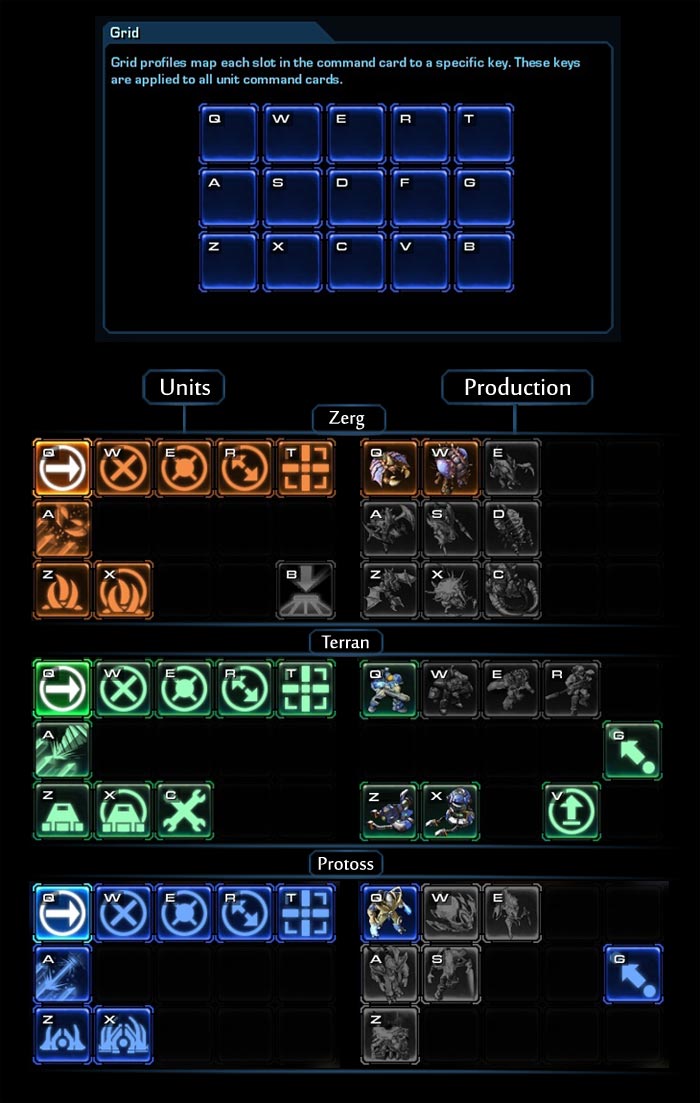 Grid
Grid profiles map each slot in the command card to a specific key. These keys
are applied to all unit command cards.
Q W E R T
A S D F G
Z X C V B
Units Production
Zerg
Q W E R T Q W E
A A S D
Z X B Z X C
Terran
Q W E R T Q W E R
A G
Z X C Z X V
Protoss
Q W E R T Q W E
A A S G
Z X Z